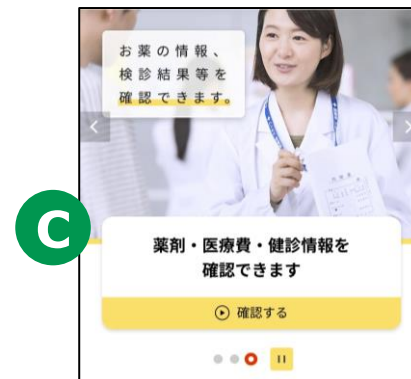 お薬の情報、
検診結果等を
確認できます。
C
薬剤・医療費・健診情報を
確認できます
確認する